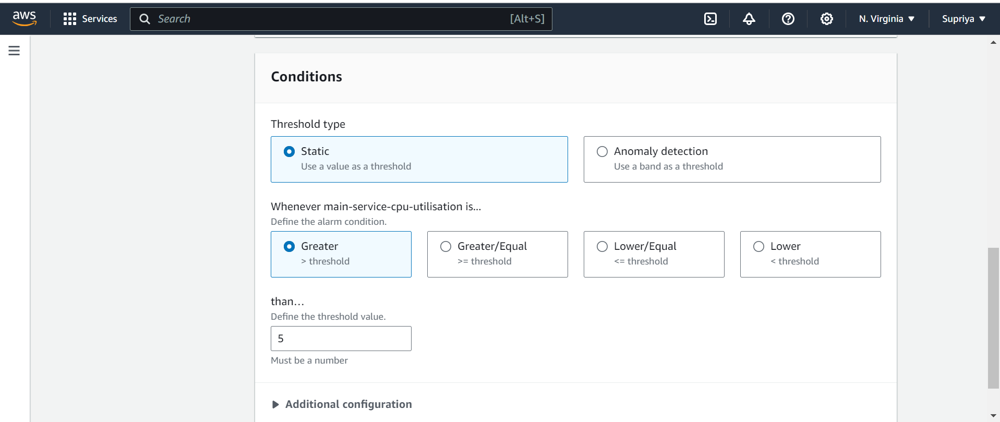 aws Services Search [Alt+S] N. Virginia Supriya
Conditions
Threshold type
Static Anomaly detection
Use a value as a threshold Use a band as a threshold
Whenever main-service-cpu-utilisation is...
Define the alarm condition.
Greater Greater/Equal Lower/Equal Lower
> threshold >= threshold <= threshold < threshold
than…
Define the threshold value.
5
Must be a number
Additional configuration